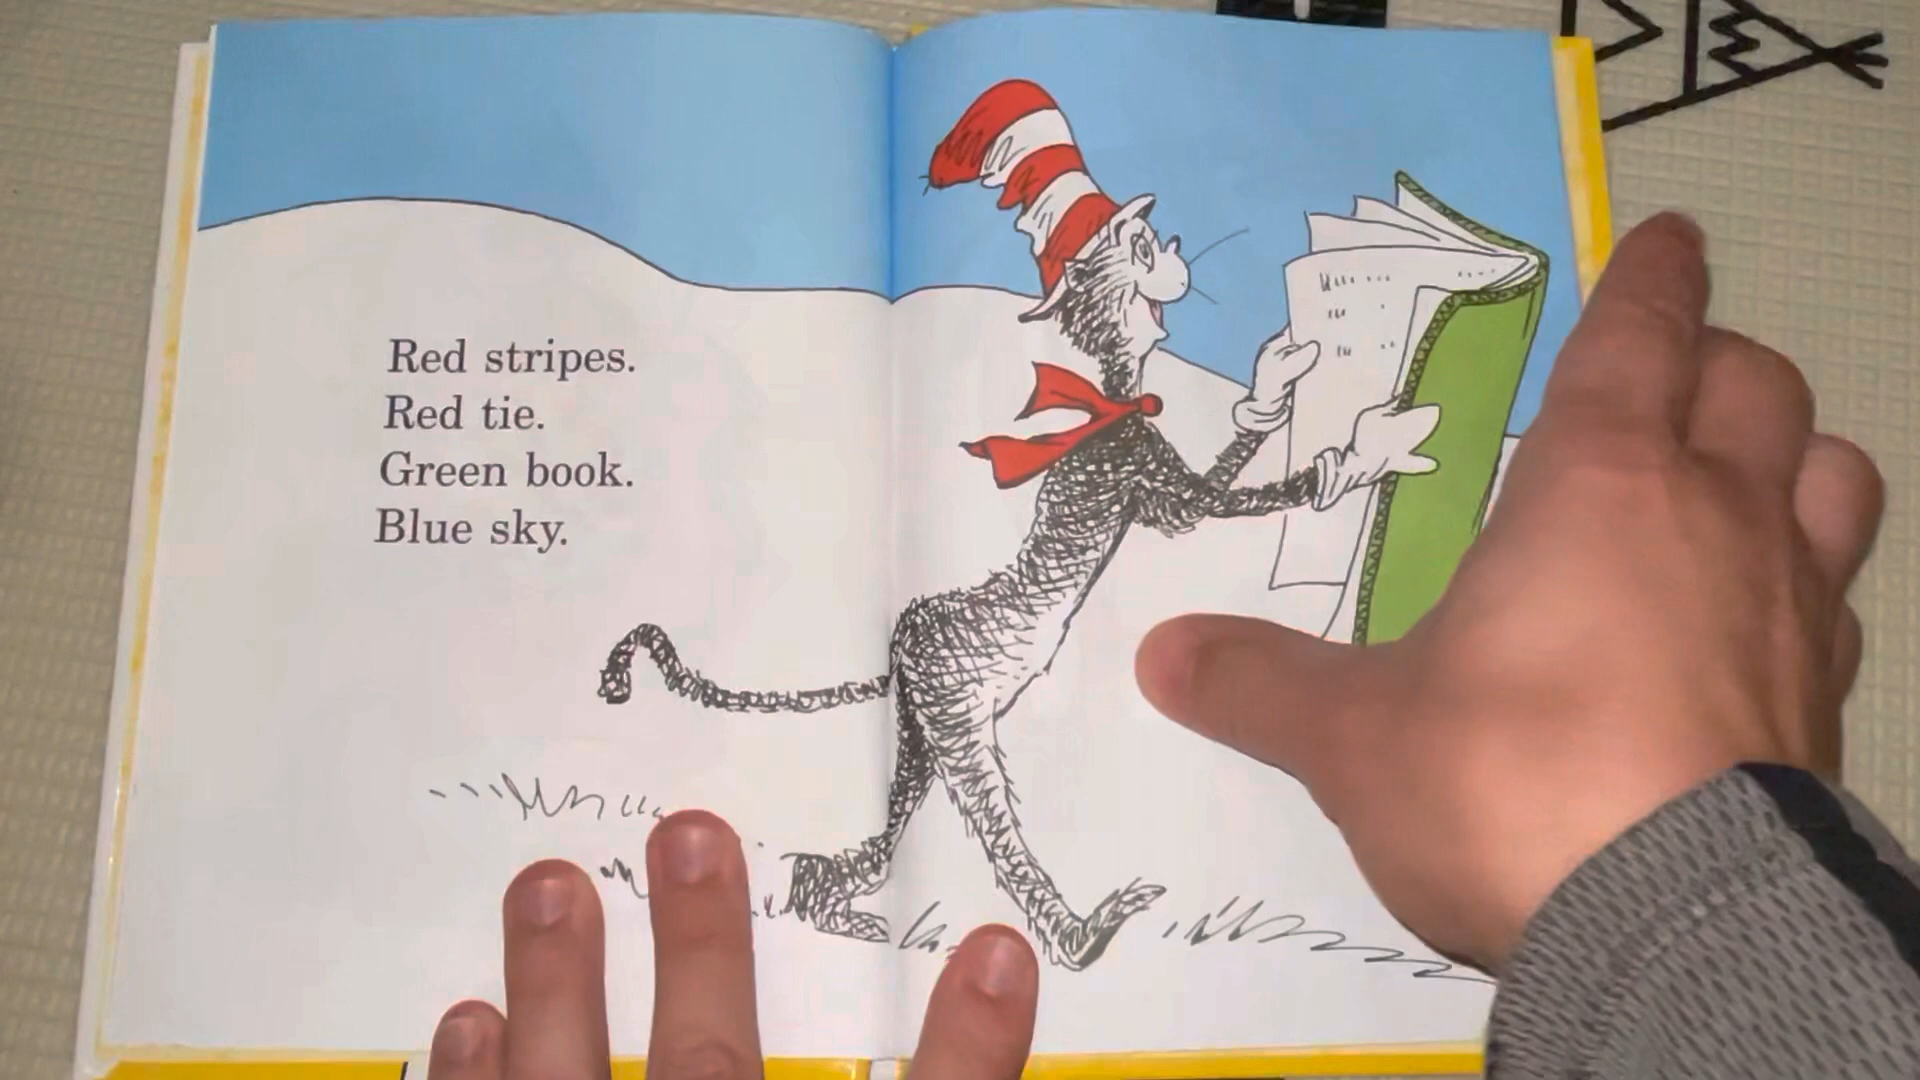 Red stripes.
Red tie.
Green book.
Blue sky.